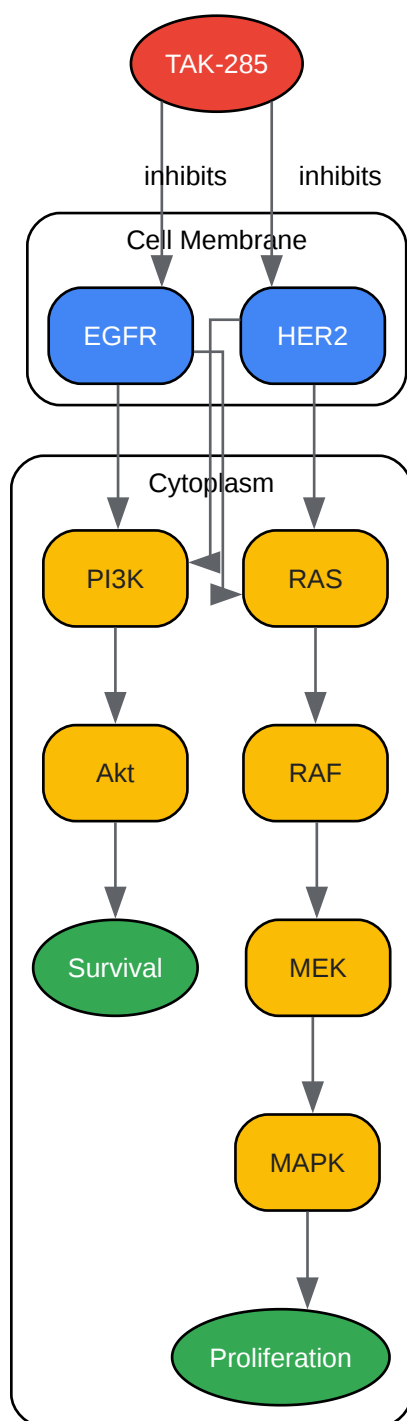 TAK-285
inhibits
inhibits
Cell Membrane
EGFR
HER2
Cytoplasm
PI3K
RAS
Akt
RAF
Survival
MEK
MAPK
Proliferation